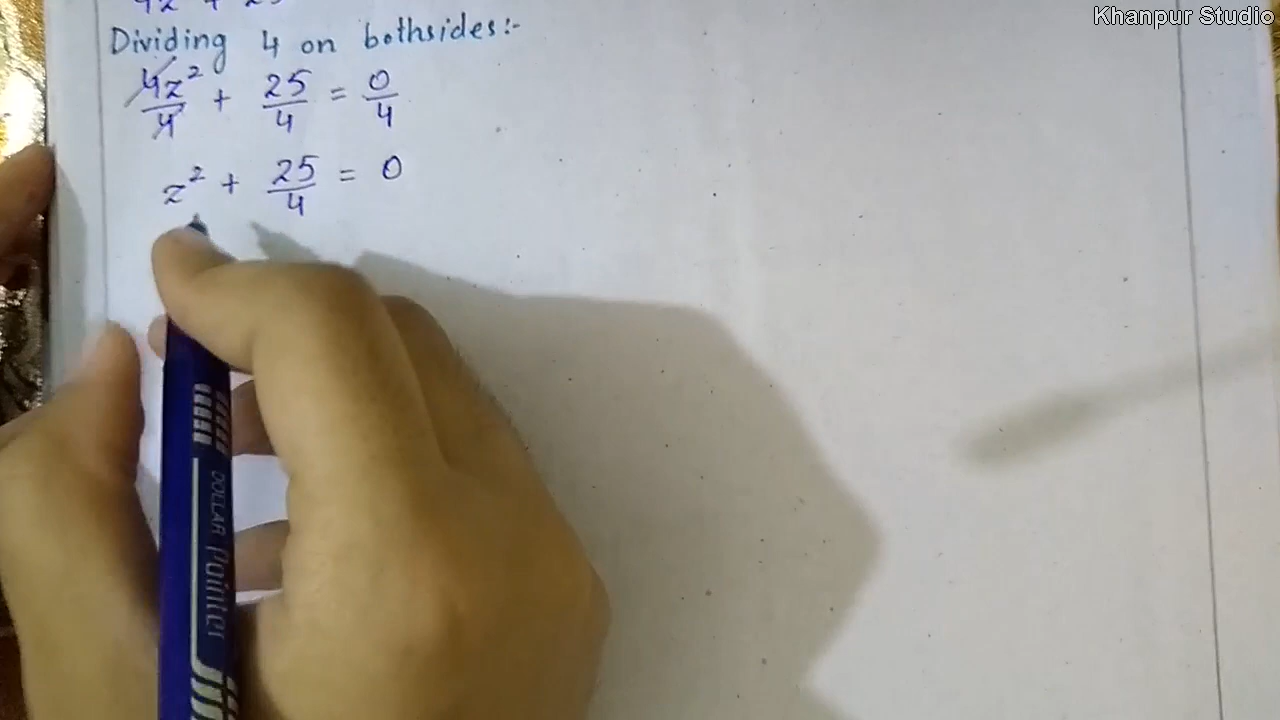 Khanpur Studio
Dividing 4 on bothsides:-
4z²/4 + 25/4 = 0/4
z² + 25/4 = 0
DOLLAR Pointer